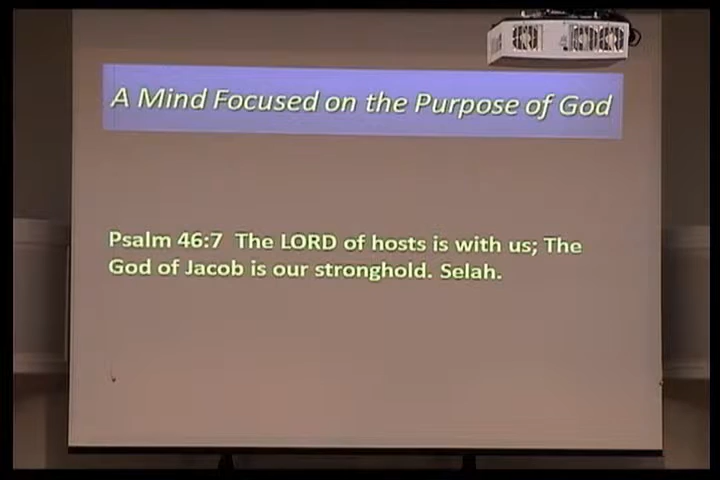 A Mind Focused on the Purpose of God
Psalm 46:7 The LORD of hosts is with us; The
God of Jacob is our stronghold. Selah.